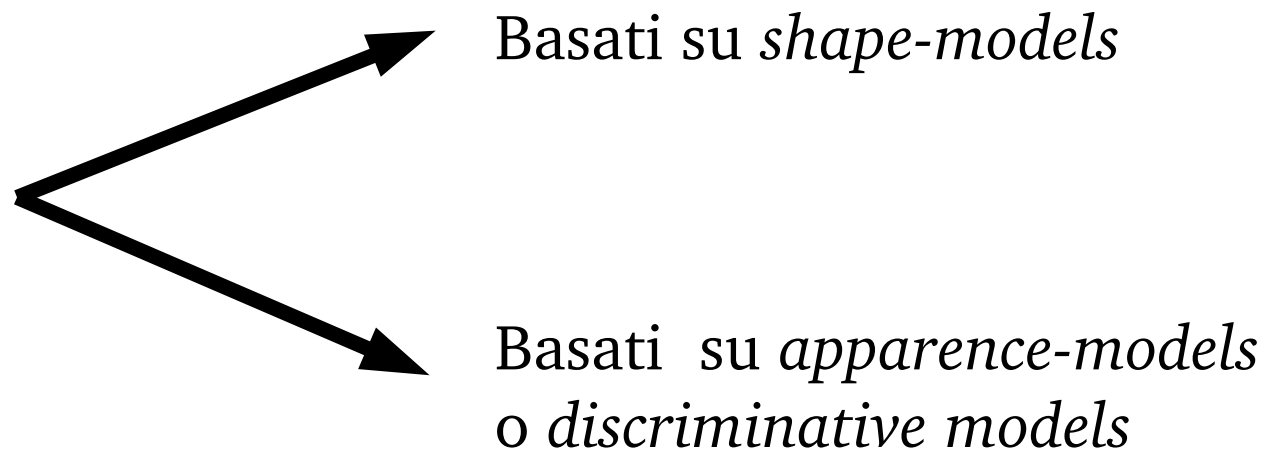 Basati su shape-models
Basati  su apparence-models
o discriminative models